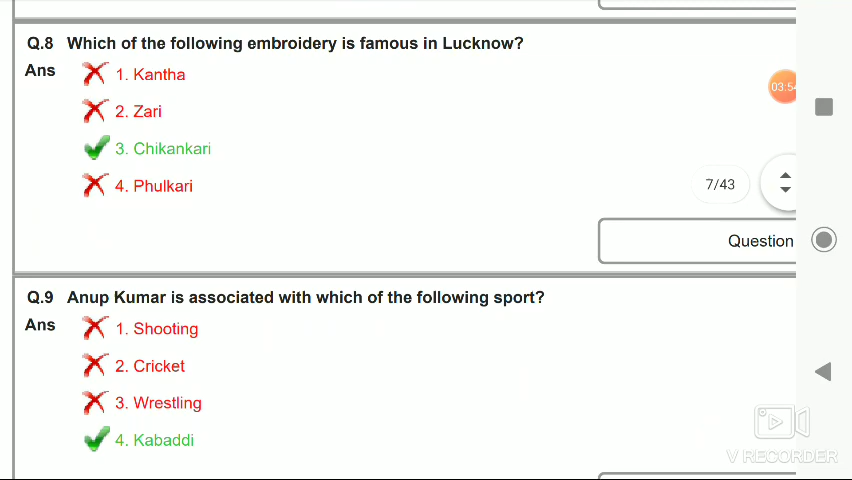 Q.8 Which of the following embroidery is famous in Lucknow?
Ans 1. Kantha
2. Zari
3. Chikankari
4. Phulkari
03:54
7/43
Question
Q.9 Anup Kumar is associated with which of the following sport?
Ans 1. Shooting
2. Cricket
3. Wrestling
4. Kabaddi
V RECORDER